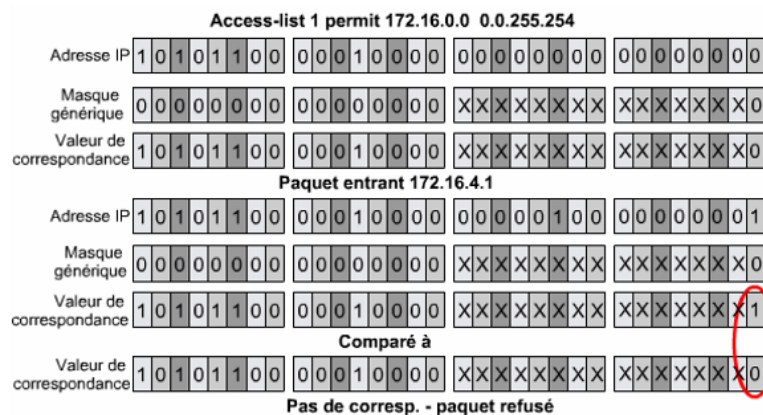 Access-list 1 permit 172.16.0.0 0.0.255.254
Adresse IP 1 0 1 0 1 1 0 0 0 0 0 1 0 0 0 0 0 0 0 0 0 0 0 0 0 0 0 0 0 0 0 0
Masque générique 0 0 0 0 0 0 0 0 0 0 0 0 0 0 0 0 X X X X X X X X X X X X X X X 0
Valeur de correspondance 1 0 1 0 1 1 0 0 0 0 0 1 0 0 0 0 X X X X X X X X X X X X X X X 0
Paquet entrant 172.16.4.1
Adresse IP 1 0 1 0 1 1 0 0 0 0 0 1 0 0 0 0 0 0 0 0 0 1 0 0 0 0 0 0 0 0 0 1
Masque générique 0 0 0 0 0 0 0 0 0 0 0 0 0 0 0 0 X X X X X X X X X X X X X X X 0
Valeur de correspondance 1 0 1 0 1 1 0 0 0 0 0 1 0 0 0 0 X X X X X X X X X X X X X X X 1
Comparé à
Valeur de correspondance 1 0 1 0 1 1 0 0 0 0 0 1 0 0 0 0 X X X X X X X X X X X X X X X 0
Pas de corresp. - paquet refusé